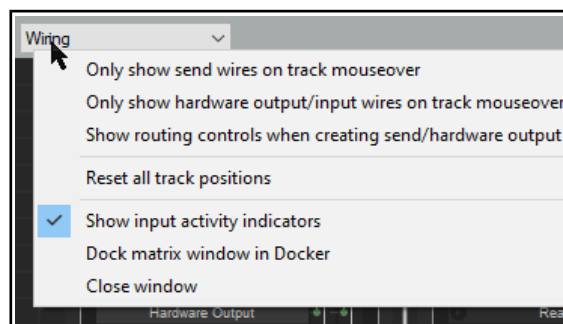 Wiring
Only show send wires on track mouseover
Only show hardware output/input wires on track mouseover
Show routing controls when creating send/hardware output
Reset all track positions
Show input activity indicators
Dock matrix window in Docker
Close window
Hardware Output
Rea